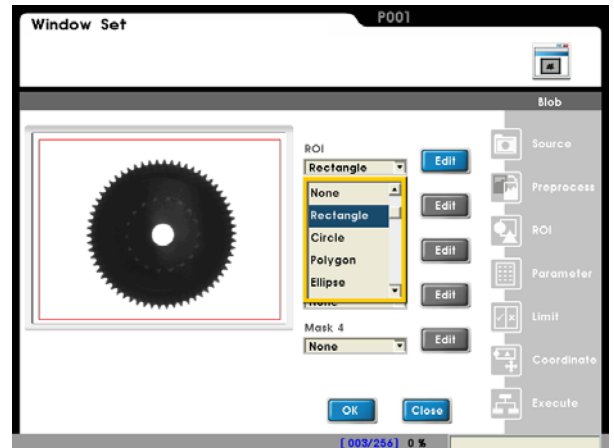 Window Set
P001
Blob
ROI
Rectangle
Edit
None
Rectangle
Circle
Polygon
Ellipse
Edit
Edit
Edit
Mask 4
None
Edit
Source
Preprocess
ROI
Parameter
Limit
Coordinate
Execute
OK
Close
[ 003/256] 0 %